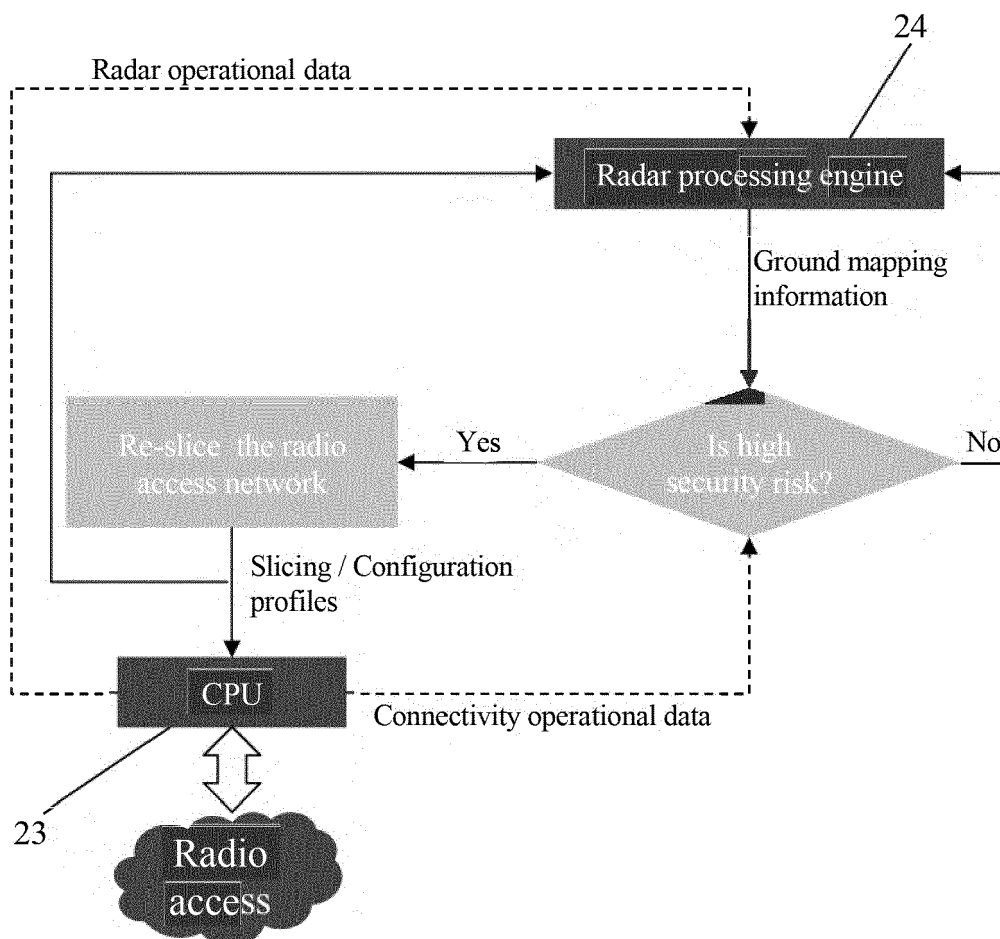 24
Radar operational data
Radar processing engine
Ground mapping
information
Re-slice the radio
access network
Yes
Is high
security risk?
No
Slicing / Configuration
profiles
CPU
Connectivity operational data
23
Radio
access